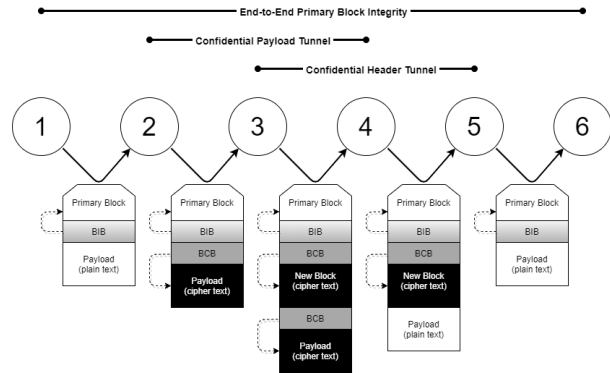 End-to-End Primary Block Integrity
Confidential Payload Tunnel
Confidential Header Tunnel
1
2
3
4
5
6
Primary Block
BIB
Payload
(plain text)
Primary Block
BIB
BCB
Payload
(cipher text)
Primary Block
BIB
BCB
New Block
(cipher text)
BCB
Payload
(cipher text)
Primary Block
BIB
BCB
New Block
(cipher text)
Payload
(plain text)
Primary Block
BIB
Payload
(plain text)